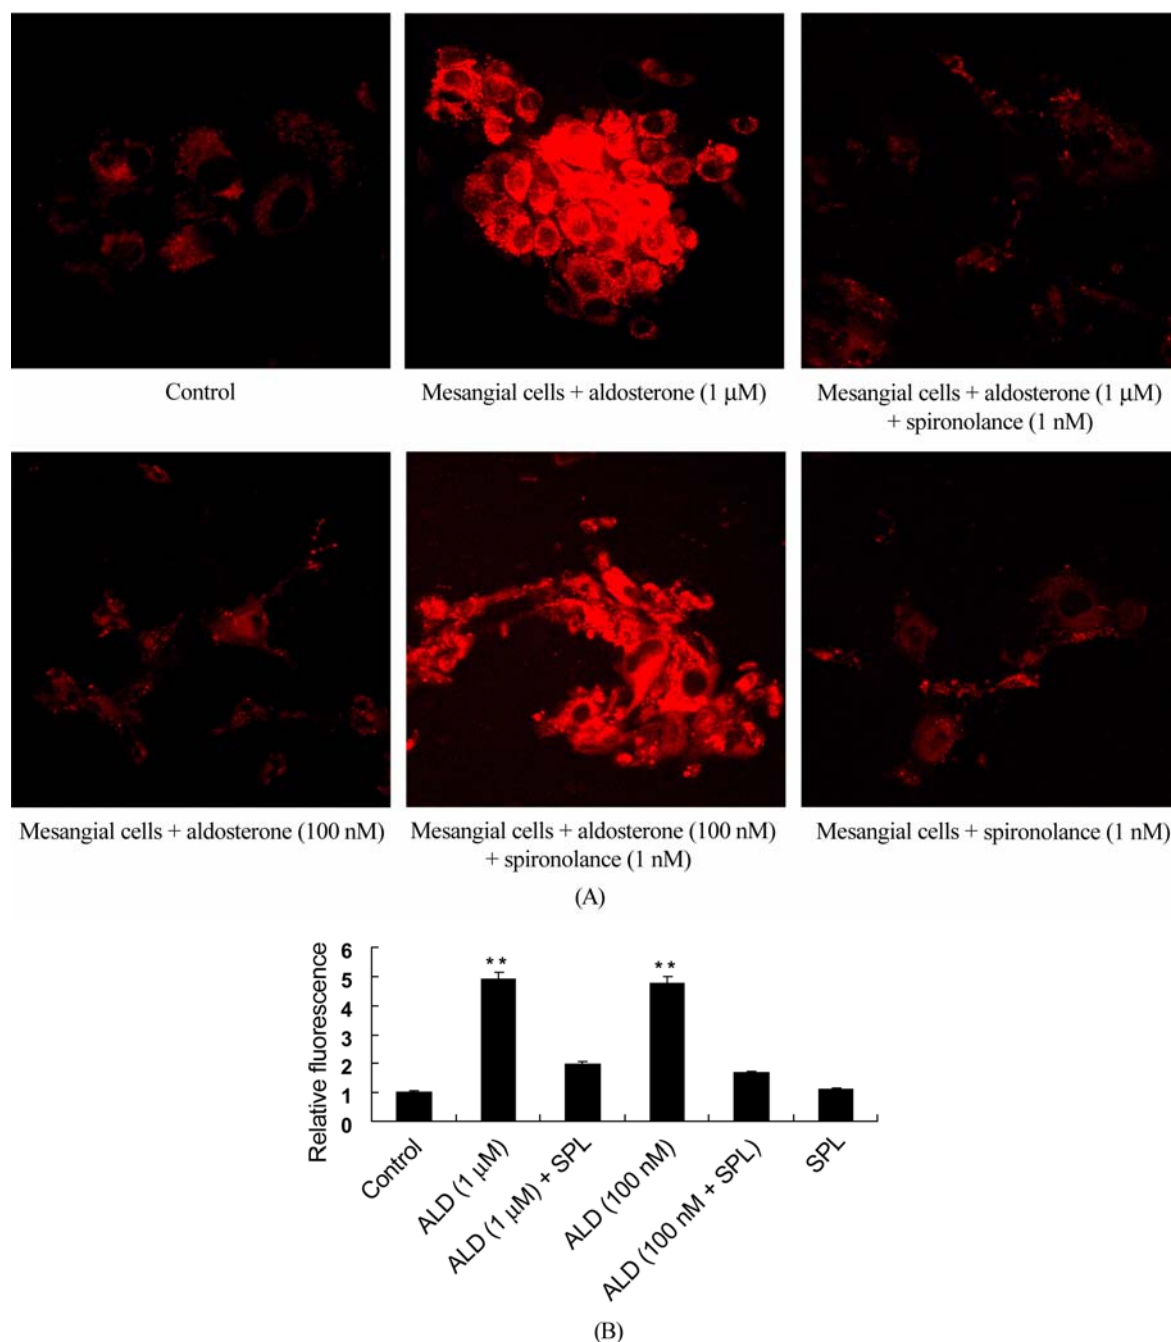 Control
Mesangial cells + aldosterone (1 μM)
Mesangial cells + aldosterone (1 μM)
+ spironolance (1 nM)
Mesangial cells + aldosterone (100 nM)
Mesangial cells + aldosterone (100 nM)
+ spironolance (1 nM)
Mesangial cells + spironolance (1 nM)
(A)
Relative fluorescence
6
5
4
3
2
1
0
**
**
Control
ALD (1 μM)
ALD (1 μM) + SPL
ALD (100 nM)
ALD (100 nM + SPL)
SPL
(B)